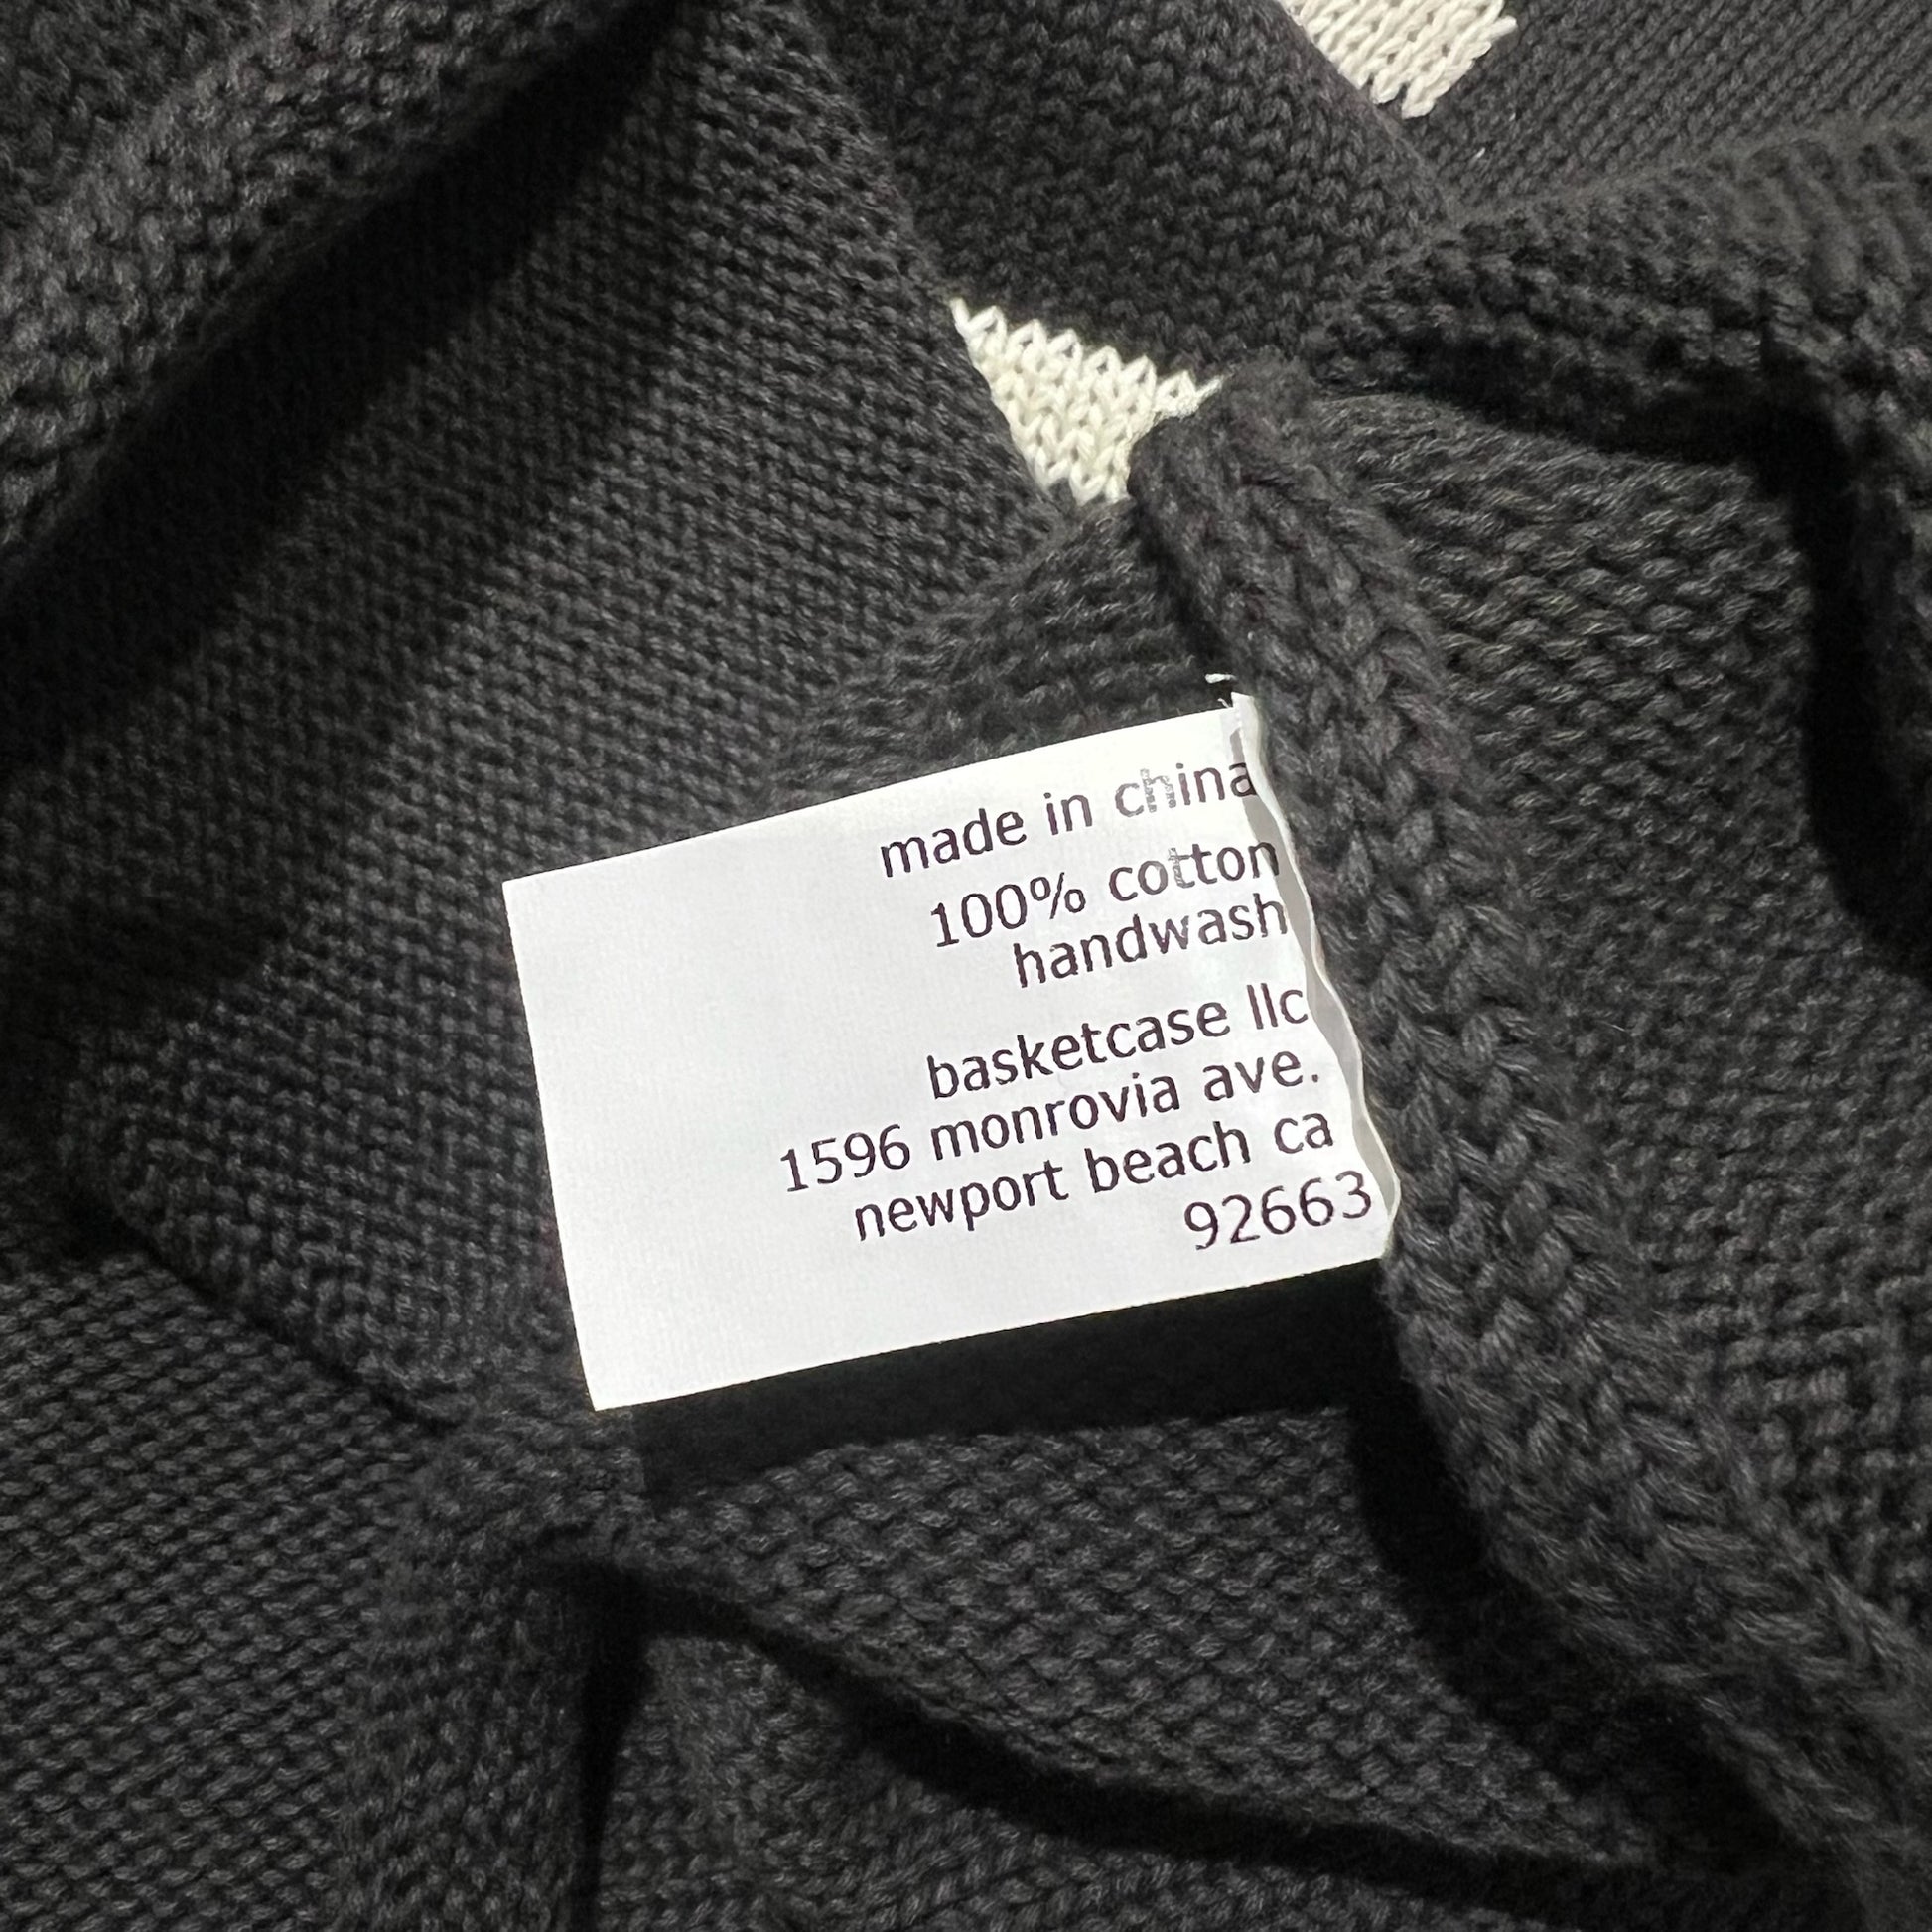 made in china
100% cotton
handwash
basketcase llc
1596 monrovia ave.
newport beach ca
92663